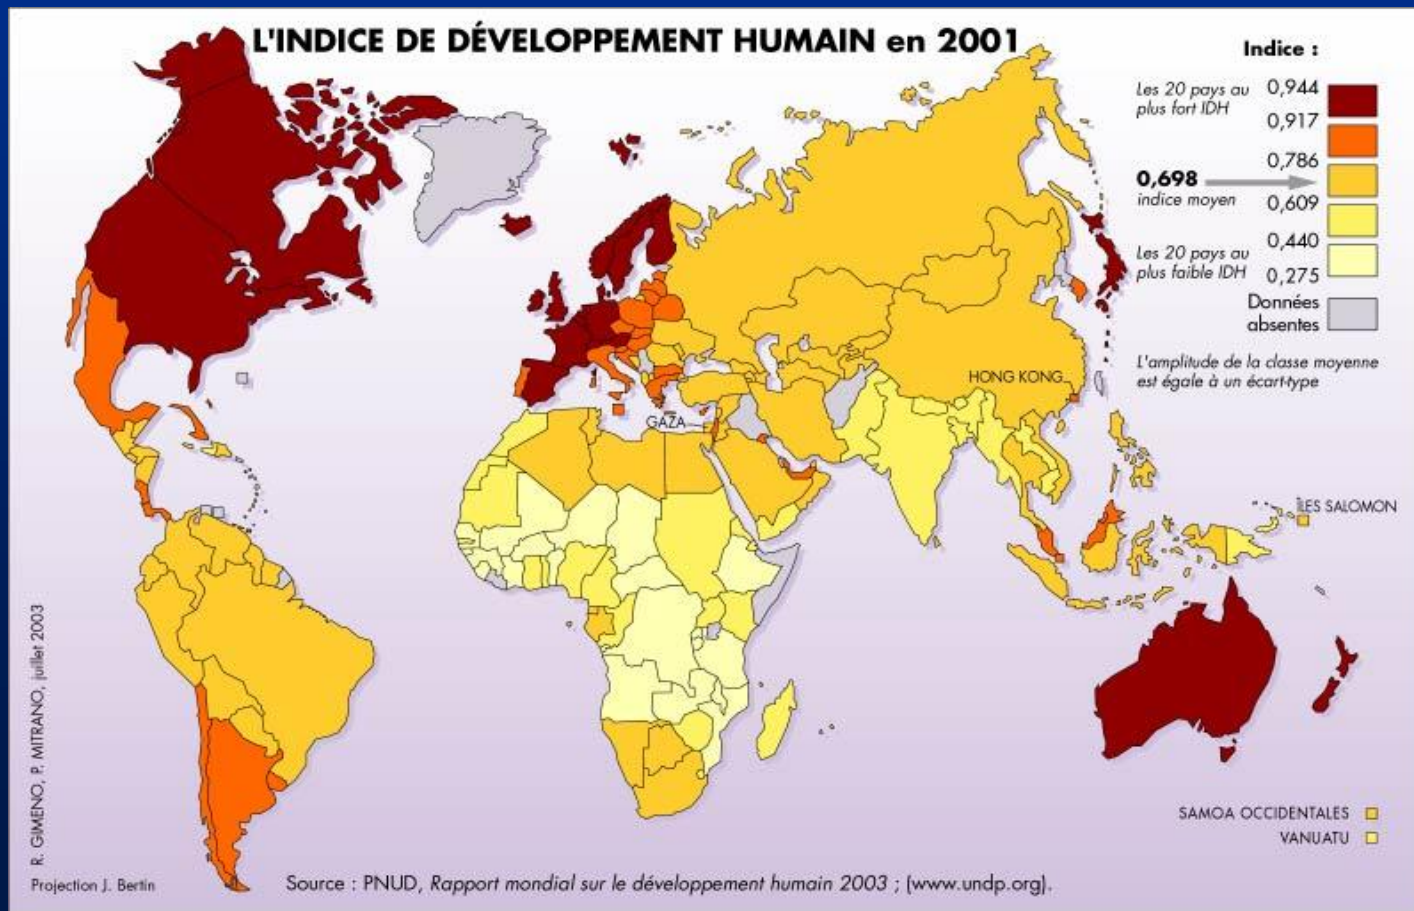 L'INDICE DE DÉVELOPPEMENT HUMAIN en 2001
Indice :
Les 20 pays au
plus fort IDH
0,944
0,917
0,786
0,698
indice moyen
0,609
0,440
Les 20 pays au
plus faible IDH
0,275
Données
absentes
L'amplitude de la classe moyenne
est égale à un écart-type
HONG KONG
GAZA
ÎLES SALOMON
SAMOA OCCIDENTALES
VANUATU
R. GIMENO, P. MITRANO, juillet 2003
Projection J. Bertin
Source : PNUD, Rapport mondial sur le développement humain 2003 ; (www.undp.org).